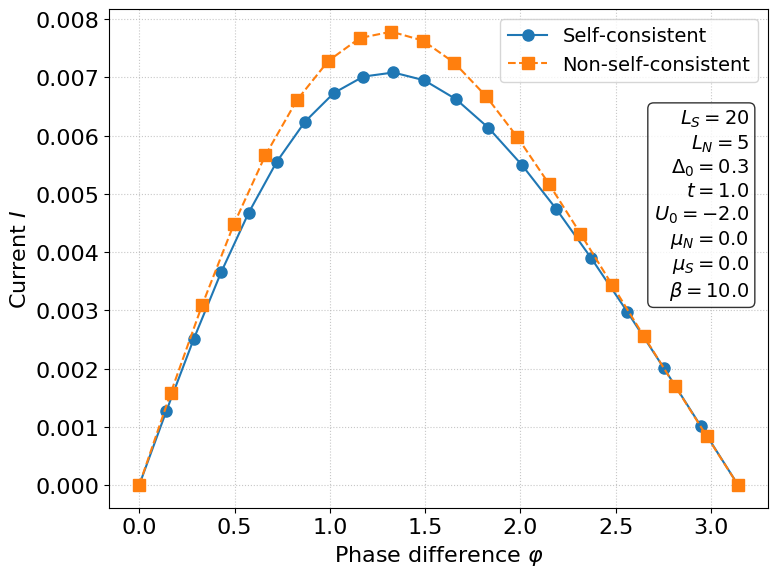 0.008
0.007
0.006
0.005
0.004
0.003
0.002
0.001
0.000
Current I
Self-consistent
Non-self-consistent
L_S = 20
L_N = 5
Δ_0 = 0.3
t = 1.0
U_0 = −2.0
μ_N = 0.0
μ_S = 0.0
β = 10.0
0.0 0.5 1.0 1.5 2.0 2.5 3.0
Phase difference φ